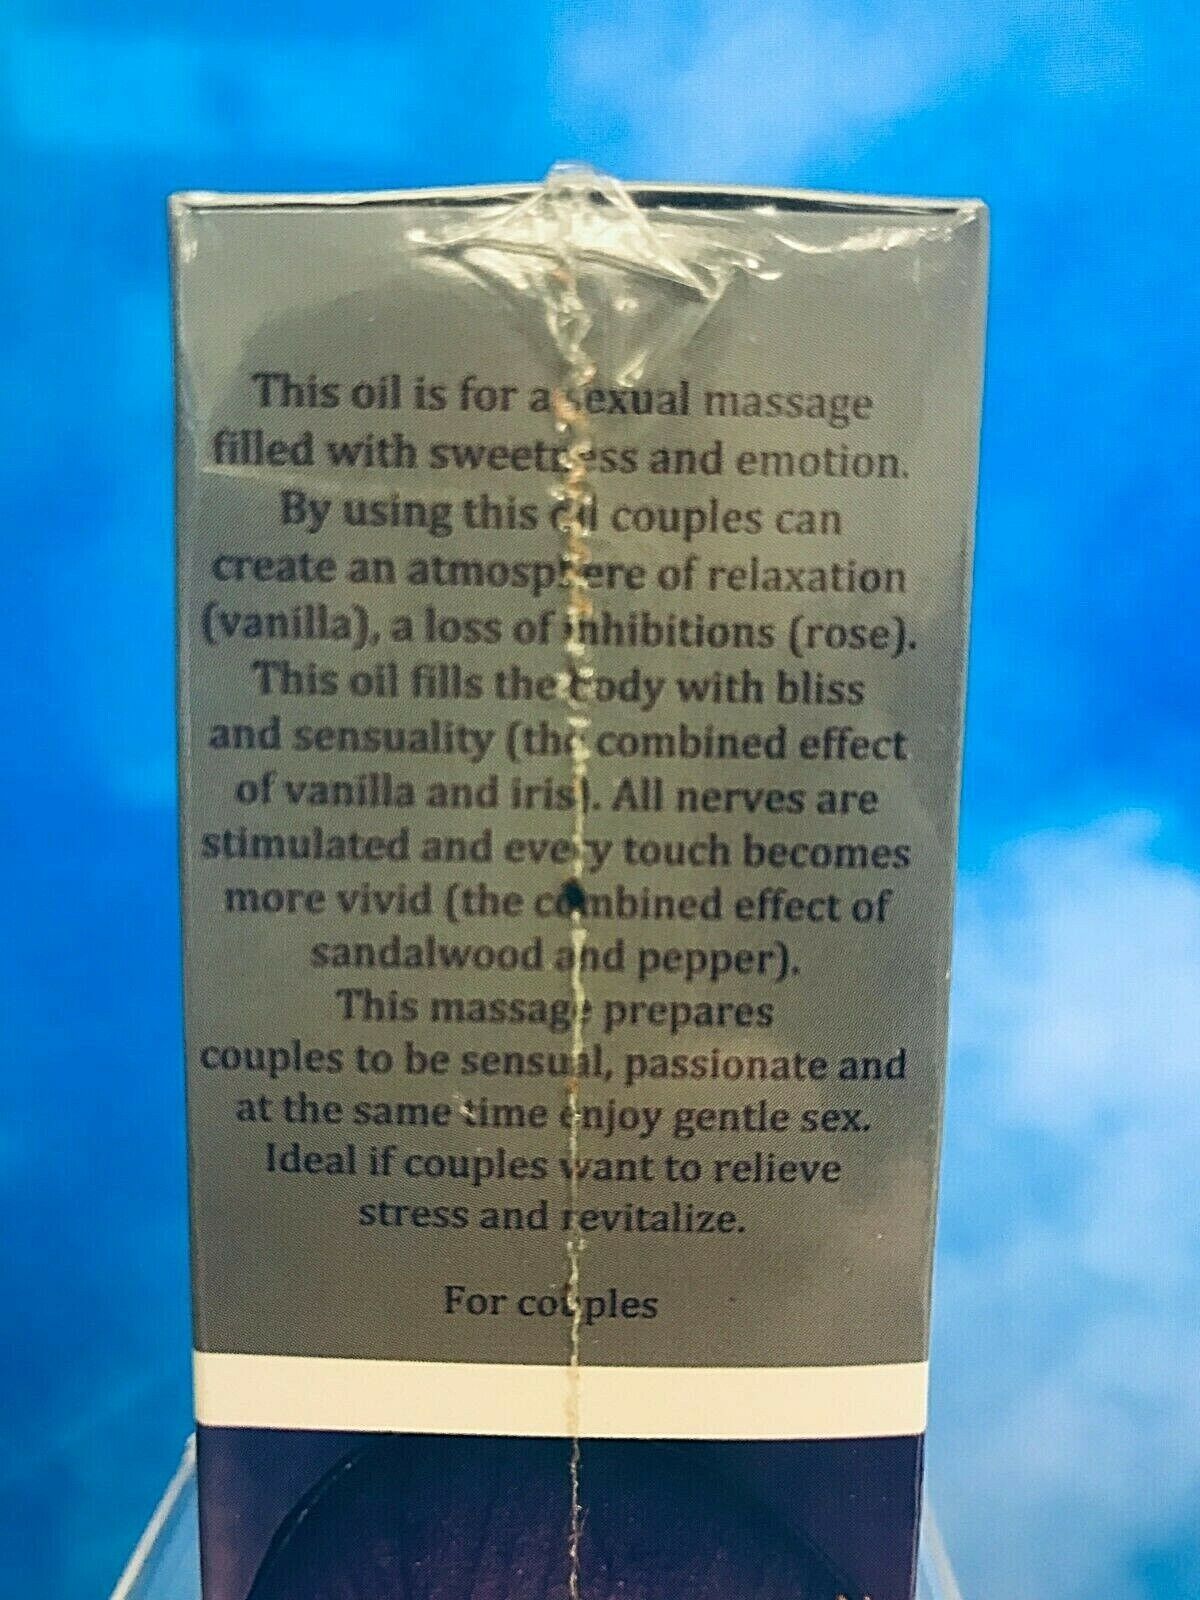 This oil is for a sexual massage
filled with sweetness and emotion.
By using this oil couples can
create an atmosphere of relaxation
(vanilla), a loss of inhibitions (rose).
This oil fills the body with bliss
and sensuality (the combined effect
of vanilla and iris). All nerves are
stimulated and every touch becomes
more vivid (the combined effect of
sandalwood and pepper).
This massage prepares
couples to be sensual, passionate and
at the same time enjoy gentle sex.
Ideal if couples want to relieve
stress and revitalize.
For couples